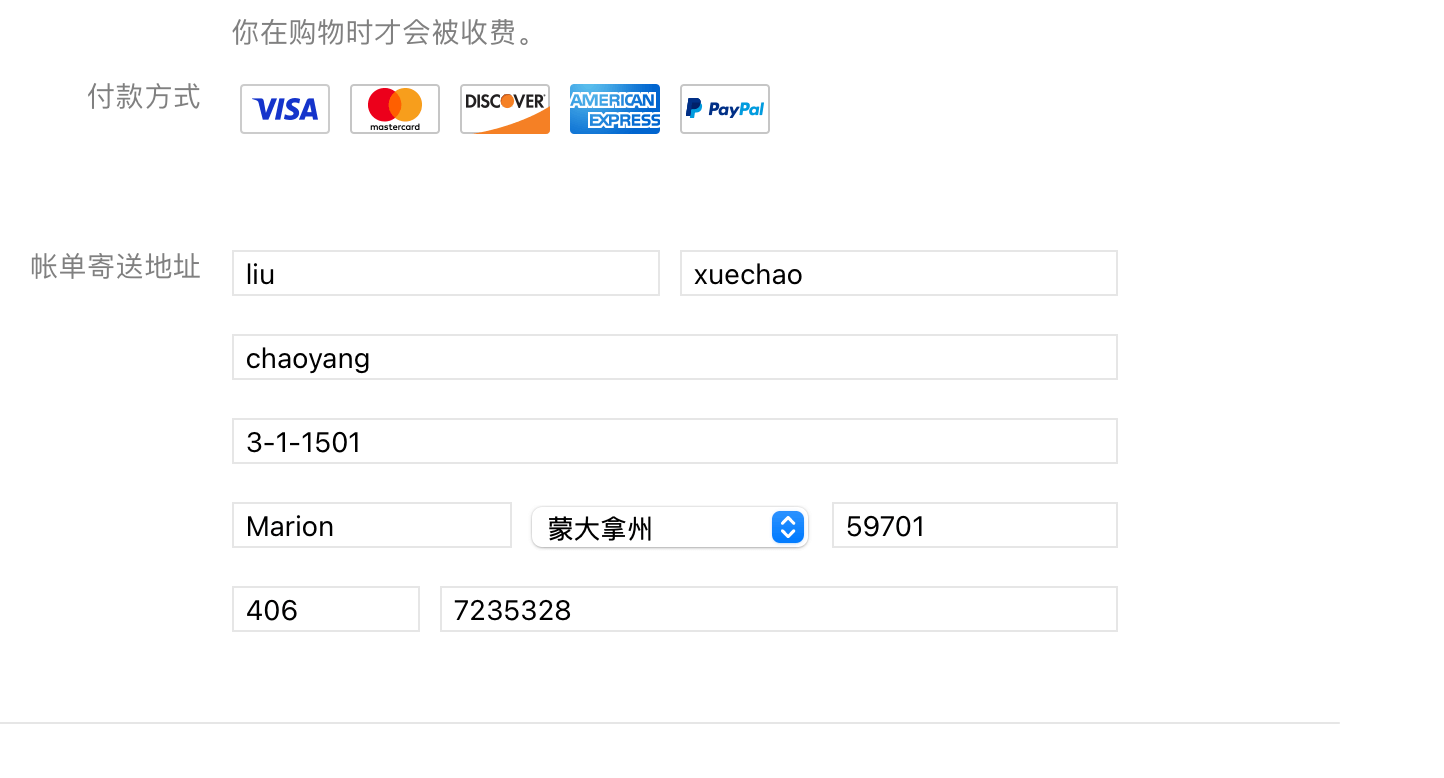 你在购物时才会被收费。
付款方式 VISA mastercard DISCOVER AMERICAN EXPRESS PayPal
帐单寄送地址 liu xuechao
chaoyang
3-1-1501
Marion 蒙大拿州 59701
406 7235328